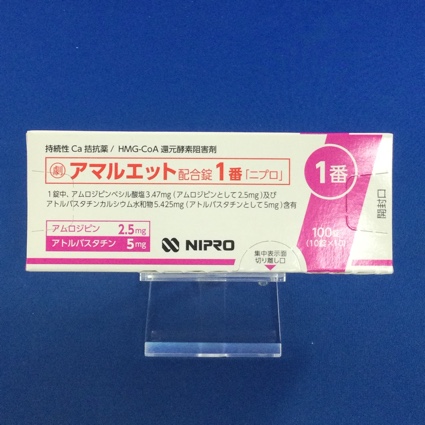 持続性 Ca 拮抗薬 / HMG-CoA 還元酵素阻害剤
劇 アマルエット配合錠1番「ニプロ」
1錠中、アムロジピンベシル酸塩3.47mg(アムロジピンとして2.5mg)及び
アトルバスタチンカルシウム水和物5.425mg(アトルバスタチンとして5mg)含有
アムロジピン 2.5mg
アトルバスタチン 5mg
NIPRO
集中表示面
切り離し口
1番
100錠
(10錠×10)
開封口